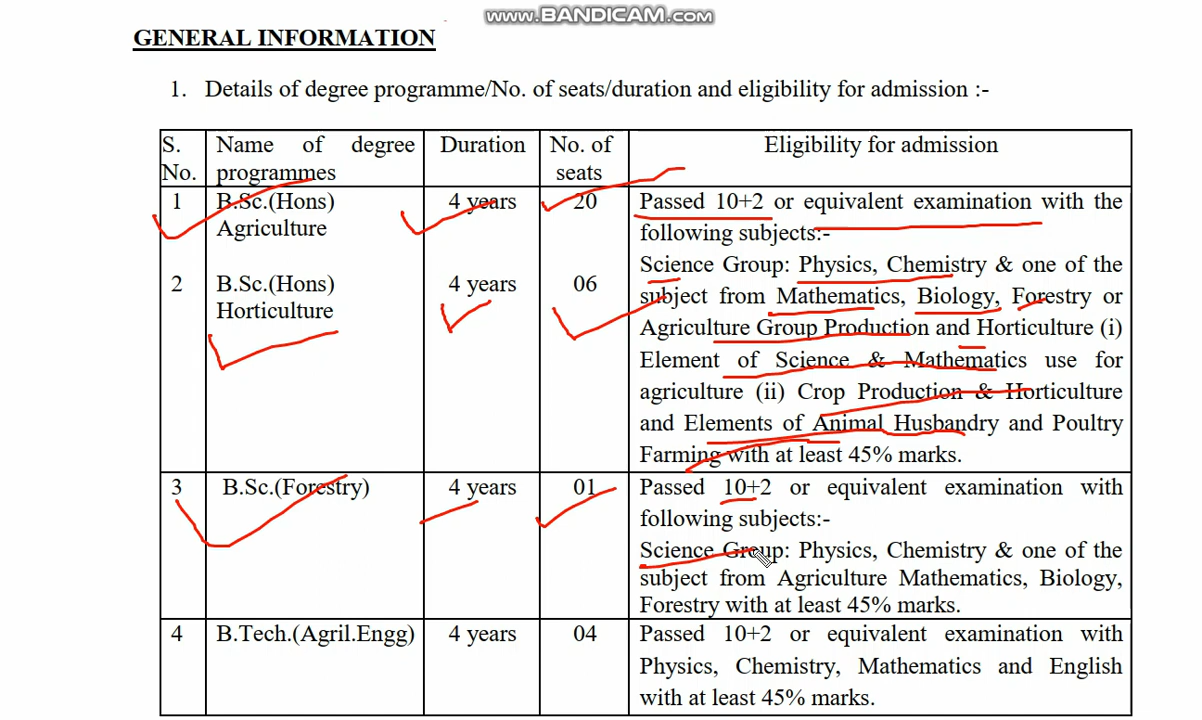 www.BANDICAM.com
GENERAL INFORMATION
1. Details of degree programme/No. of seats/duration and eligibility for admission :-
S. No. Name of degree programmes Duration No. of seats Eligibility for admission
1 B.Sc.(Hons) Agriculture 4 years 20 Passed 10+2 or equivalent examination with the
following subjects:-
Science Group: Physics, Chemistry & one of the
2 B.Sc.(Hons) Horticulture 4 years 06 subject from Mathematics, Biology, Forestry or
Agriculture Group Production and Horticulture (i)
Element of Science & Mathematics use for
agriculture (ii) Crop Production & Horticulture
and Elements of Animal Husbandry and Poultry
Farming with at least 45% marks.
3 B.Sc.(Forestry) 4 years 01 Passed 10+2 or equivalent examination with
following subjects:-
Science Group: Physics, Chemistry & one of the
subject from Agriculture Mathematics, Biology,
Forestry with at least 45% marks.
4 B.Tech.(Agril.Engg) 4 years 04 Passed 10+2 or equivalent examination with
Physics, Chemistry, Mathematics and English
with at least 45% marks.